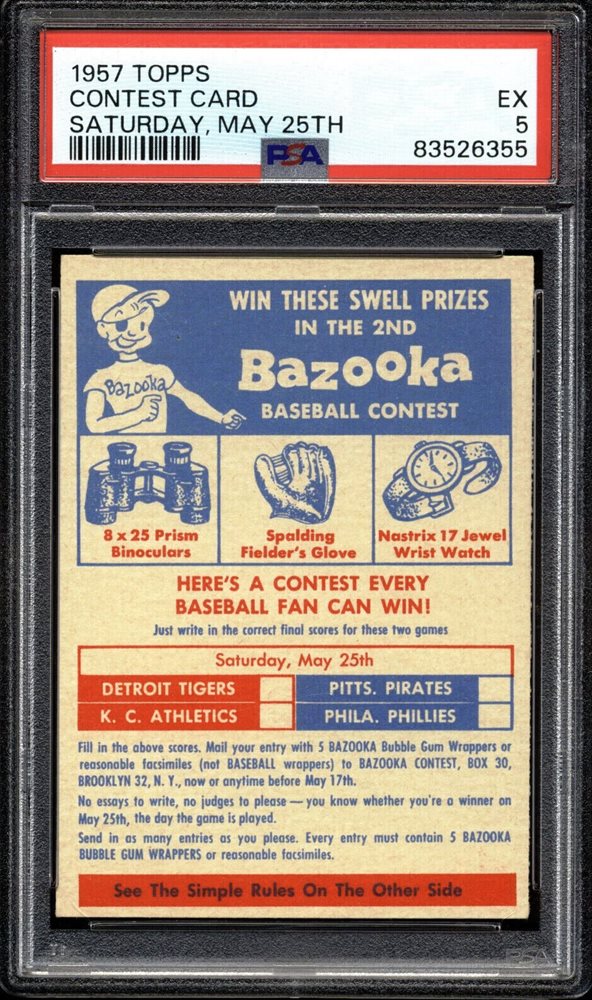 1957 TOPPS
CONTEST CARD EX
SATURDAY, MAY 25TH 5
PSA 83526355
WIN THESE SWELL PRIZES
IN THE 2ND
Bazooka
BASEBALL CONTEST
Bazooka
8 x 25 Prism
Binoculars
Spalding
Fielder's Glove
Nastrix 17 Jewel
Wrist Watch
HERE'S A CONTEST EVERY
BASEBALL FAN CAN WIN!
Just write in the correct final scores for these two games
Saturday, May 25th
DETROIT TIGERS PITTS. PIRATES
K. C. ATHLETICS PHILA. PHILLIES
Fill in the above scores. Mail your entry with 5 BAZOOKA Bubble Gum Wrappers or
reasonable facsimiles (not BASEBALL wrappers) to BAZOOKA CONTEST, BOX 30,
BROOKLYN 32, N. Y., now or anytime before May 17th.
No essays to write, no judges to please — you know whether you're a winner on
May 25th, the day the game is played.
Send in as many entries as you please. Every entry must contain 5 BAZOOKA
BUBBLE GUM WRAPPERS or reasonable facsimiles.
See The Simple Rules On The Other Side
PSA